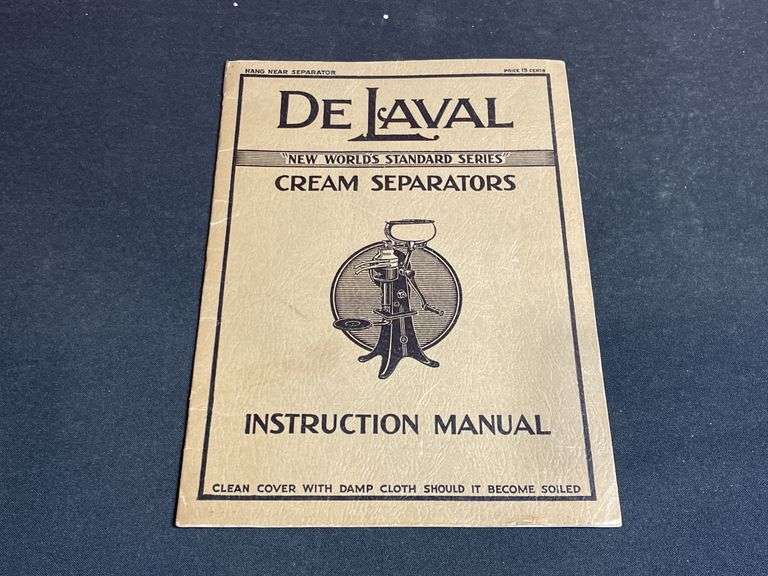 HANG NEAR SEPARATOR
PRICE 15 CENTS
DE LAVAL
"NEW WORLD'S STANDARD SERIES"
CREAM SEPARATORS
INSTRUCTION MANUAL
CLEAN COVER WITH DAMP CLOTH SHOULD IT BECOME SOILED